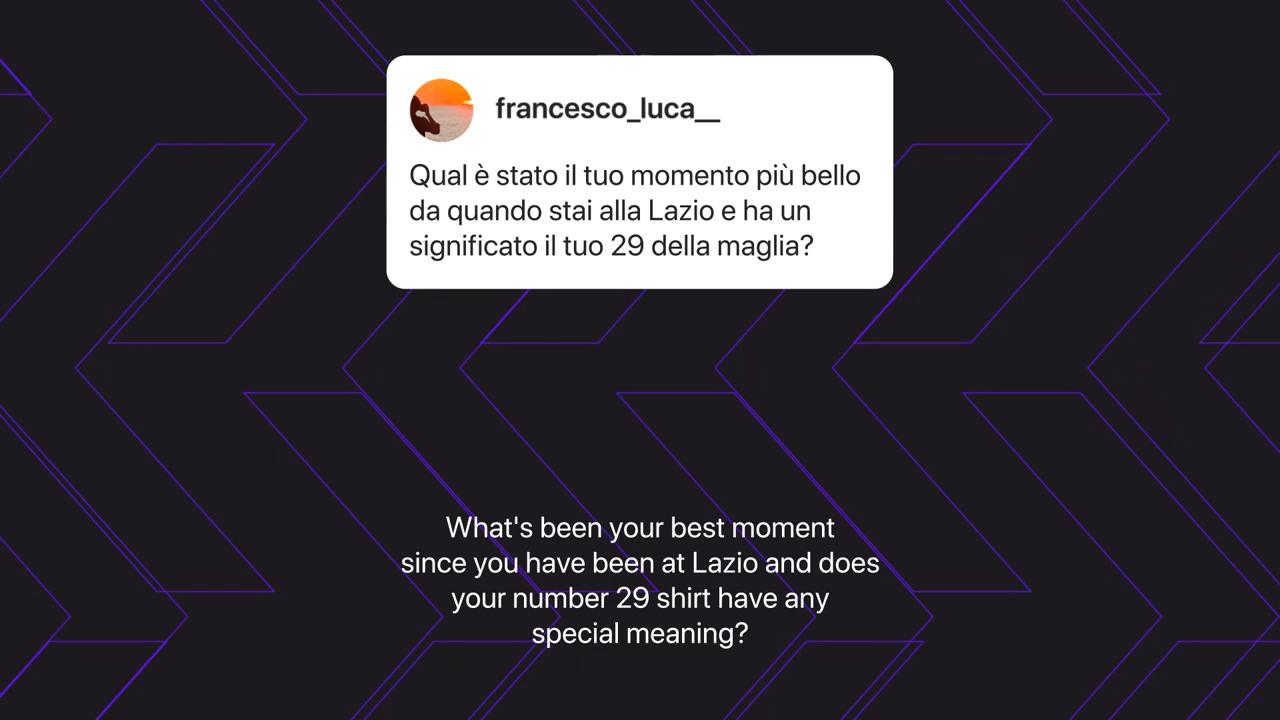 francesco_luca__
Qual è stato il tuo momento più bello
da quando stai alla Lazio e ha un
significato il tuo 29 della maglia?
What's been your best moment
since you have been at Lazio and does
your number 29 shirt have any
special meaning?